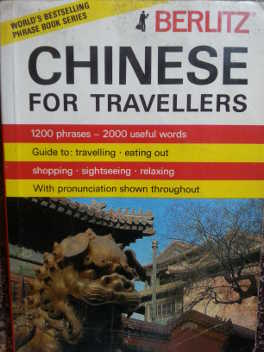 WORLD'S BESTSELLING
PHRASE BOOK SERIES
BERLITZ®
CHINESE
FOR TRAVELLERS
1200 phrases – 2000 useful words
Guide to: travelling · eating out
shopping · sightseeing · relaxing
With pronunciation shown throughout